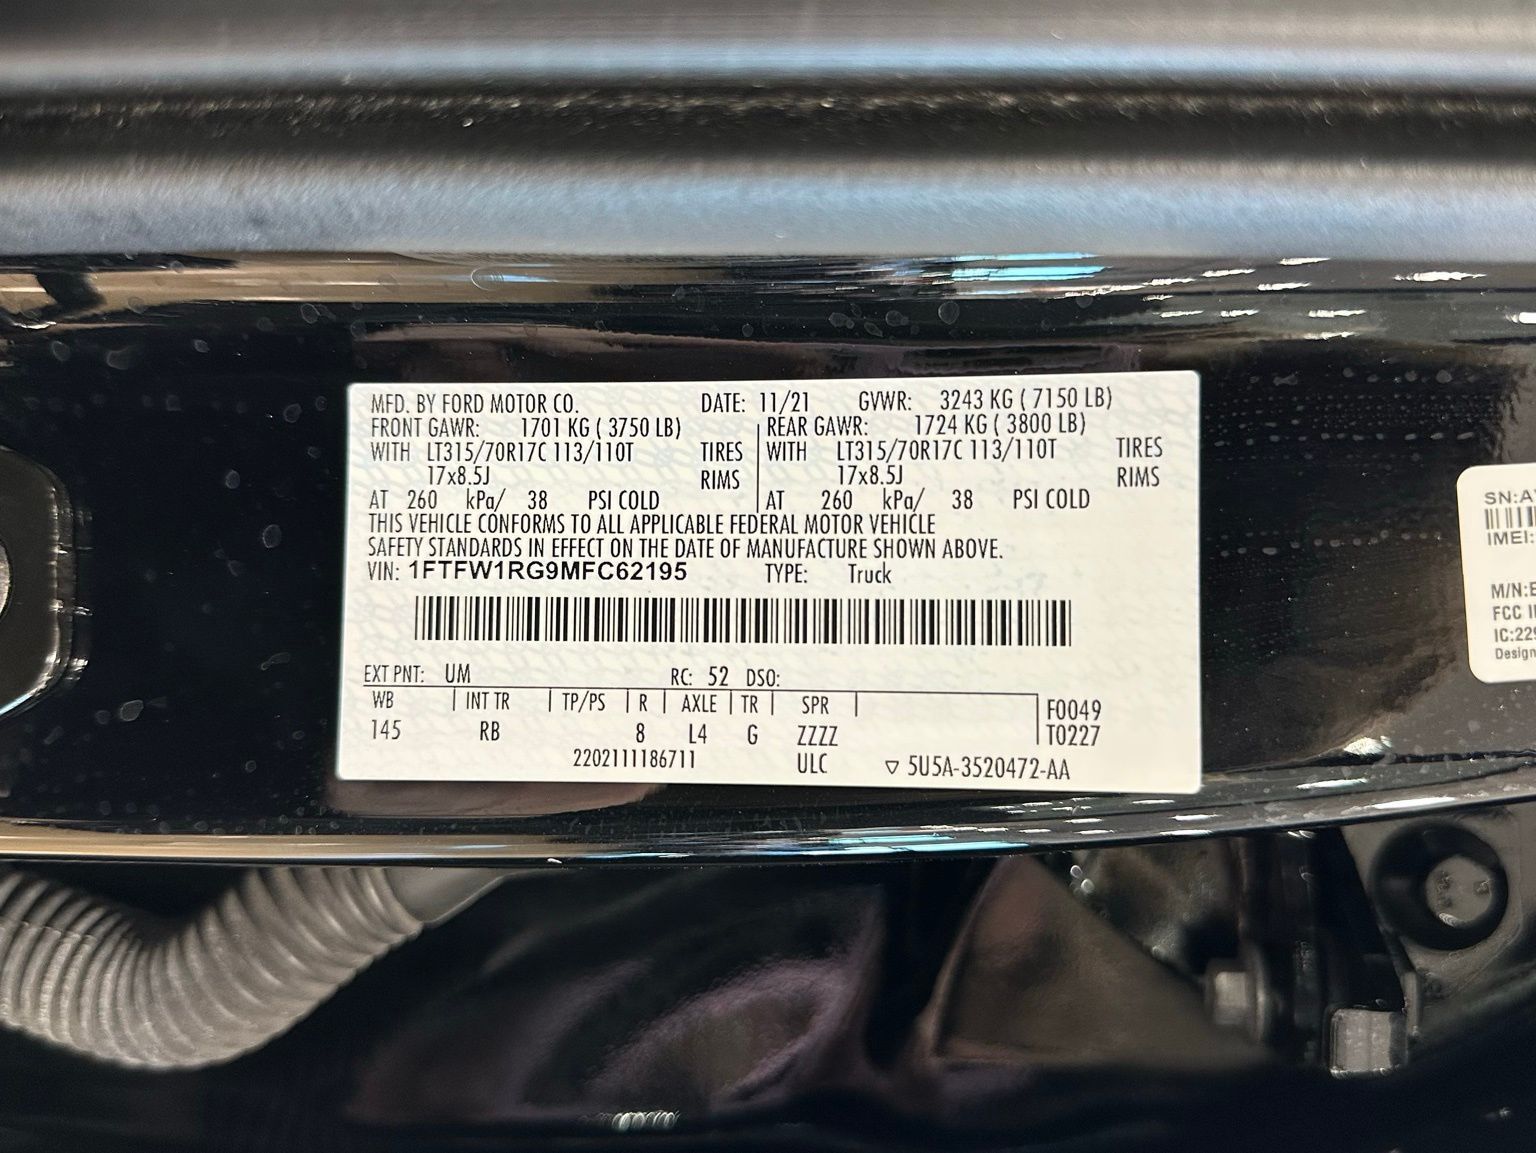 MFD. BY FORD MOTOR CO. DATE: 11/21 GVWR: 3243 KG ( 7150 LB)
FRONT GAWR: 1701 KG ( 3750 LB) REAR GAWR: 1724 KG ( 3800 LB)
WITH LT315/70R17C 113/110T TIRES WITH LT315/70R17C 113/110T TIRES
17x8.5J RIMS 17x8.5J RIMS
AT 260 kPa/ 38 PSI COLD AT 260 kPa/ 38 PSI COLD
THIS VEHICLE CONFORMS TO ALL APPLICABLE FEDERAL MOTOR VEHICLE
SAFETY STANDARDS IN EFFECT ON THE DATE OF MANUFACTURE SHOWN ABOVE.
VIN: 1FTFW1RG9MFC62195 TYPE: Truck
EXT PNT: UM RC: 52 DSO:
WB INT TR TP/PS R AXLE TR SPR F0049
145 RB 8 L4 G ZZZZ T0227
2202111186711 ULC ▽ 5U5A-3520472-AA
SN:A
IMEI:
M/N:E
FCC I
IC:229
Design